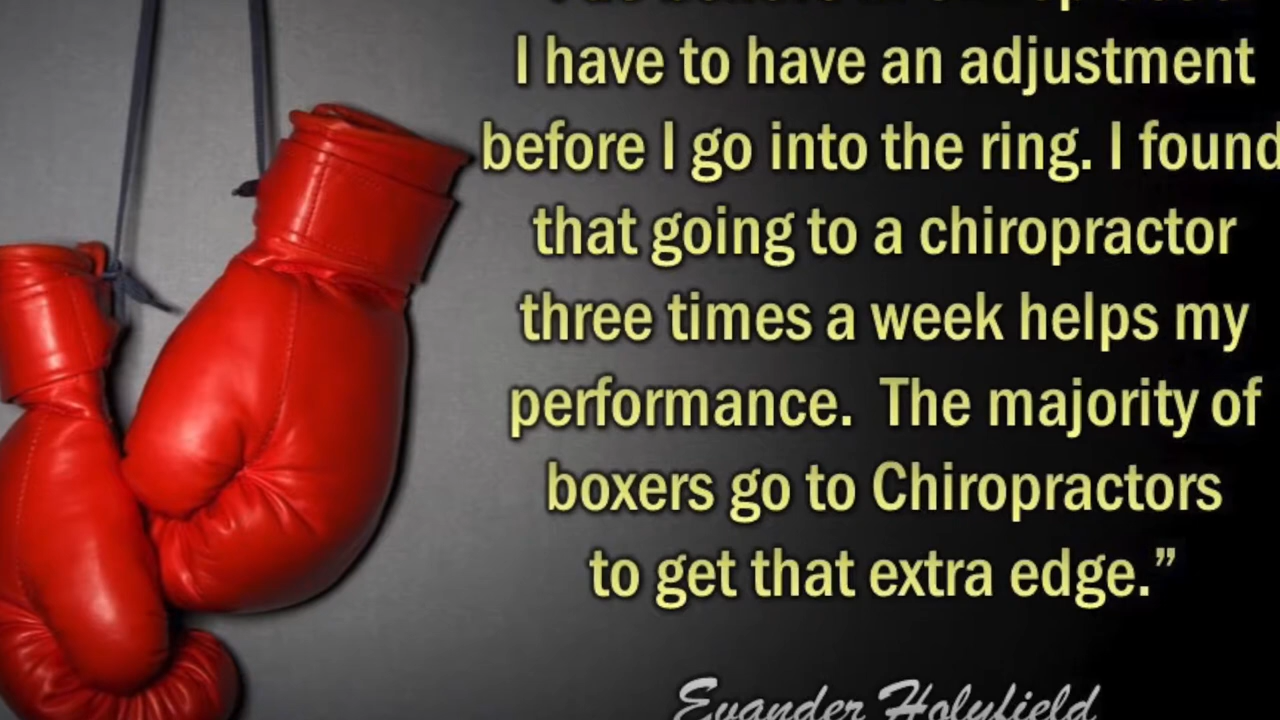 I have to have an adjustment
before I go into the ring. I found
that going to a chiropractor
three times a week helps my
performance. The majority of
boxers go to Chiropractors
to get that extra edge.”
Evander Holyfield